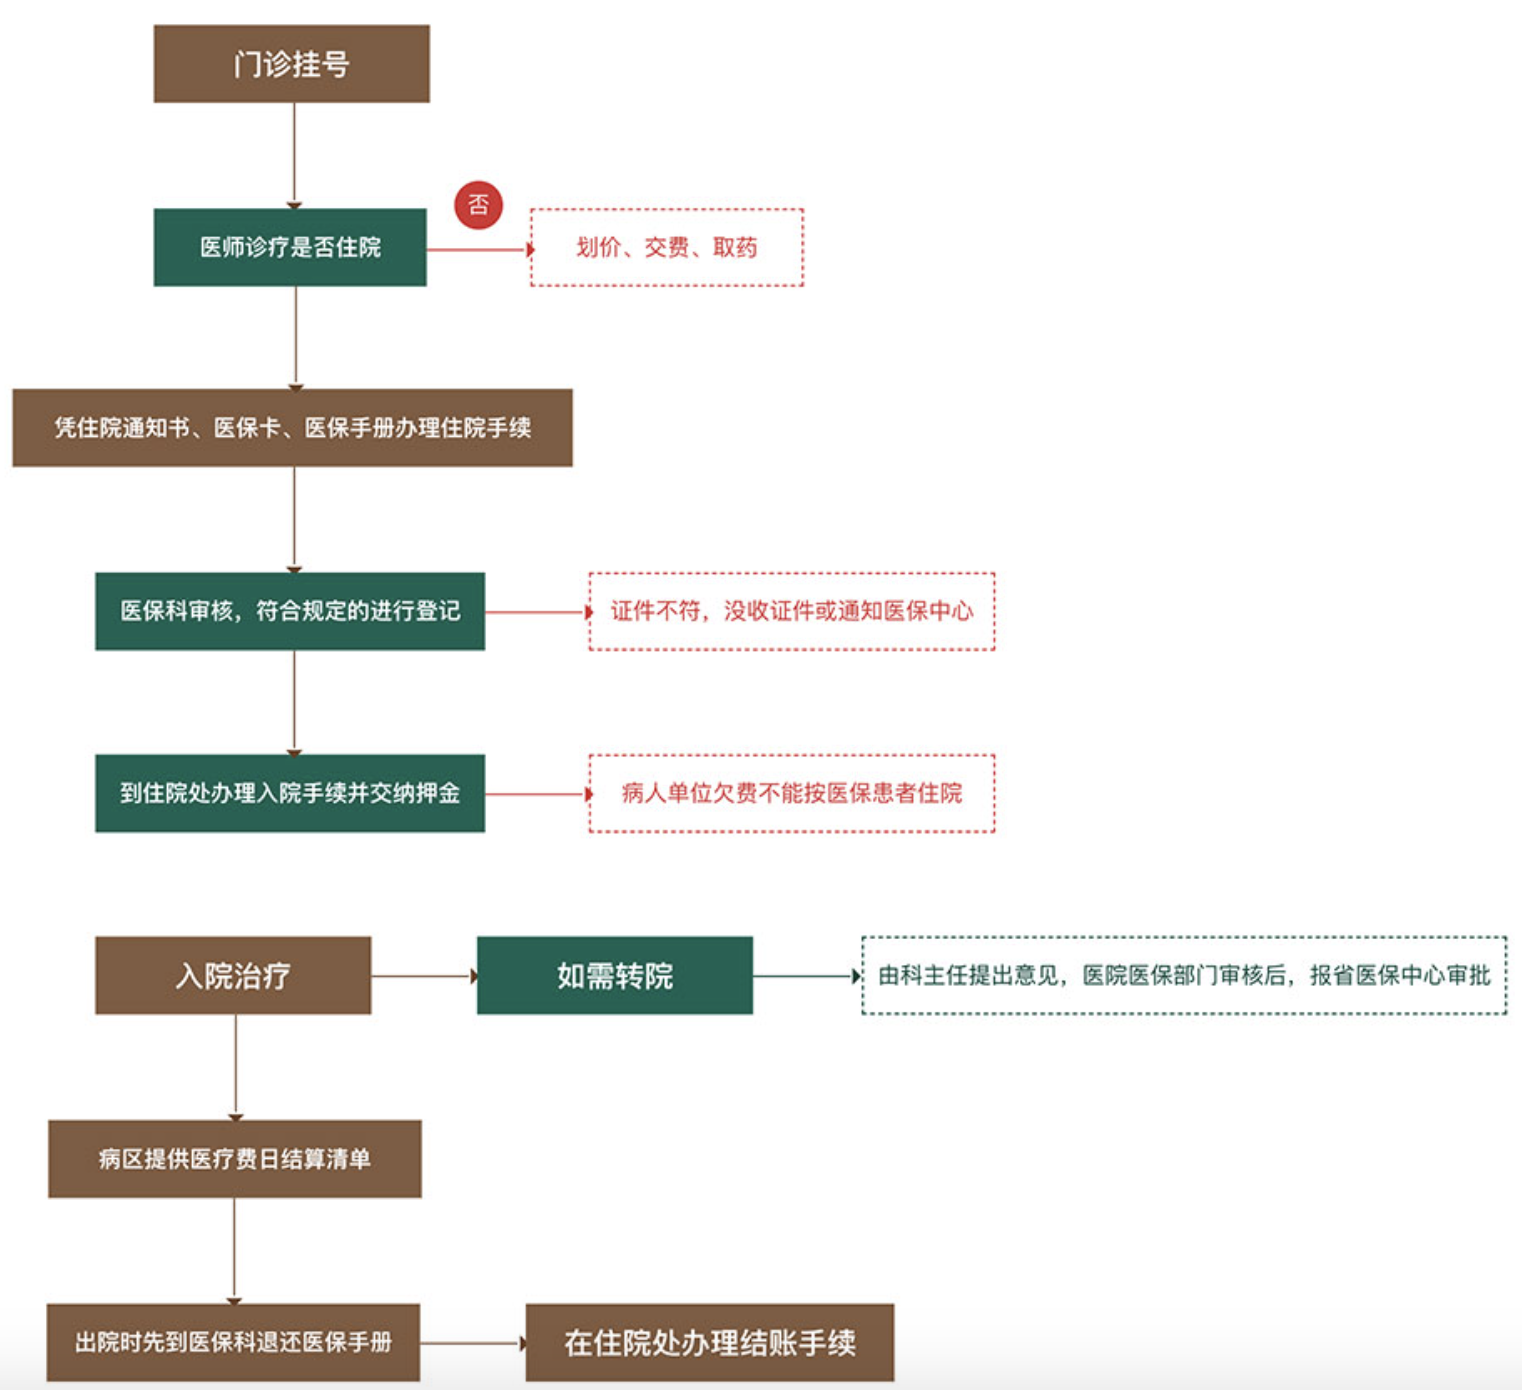 门诊挂号
否
医师诊疗是否住院
划价、交费、取药
凭住院通知书、医保卡、医保手册办理住院手续
医保科审核，符合规定的进行登记
证件不符，没收证件或通知医保中心
到住院处办理入院手续并交纳押金
病人单位欠费不能按医保患者住院
入院治疗
如需转院
由科主任提出意见，医院医保部门审核后，报省医保中心审批
病区提供医疗费日结算清单
出院时先到医保科退还医保手册
在住院处办理结账手续